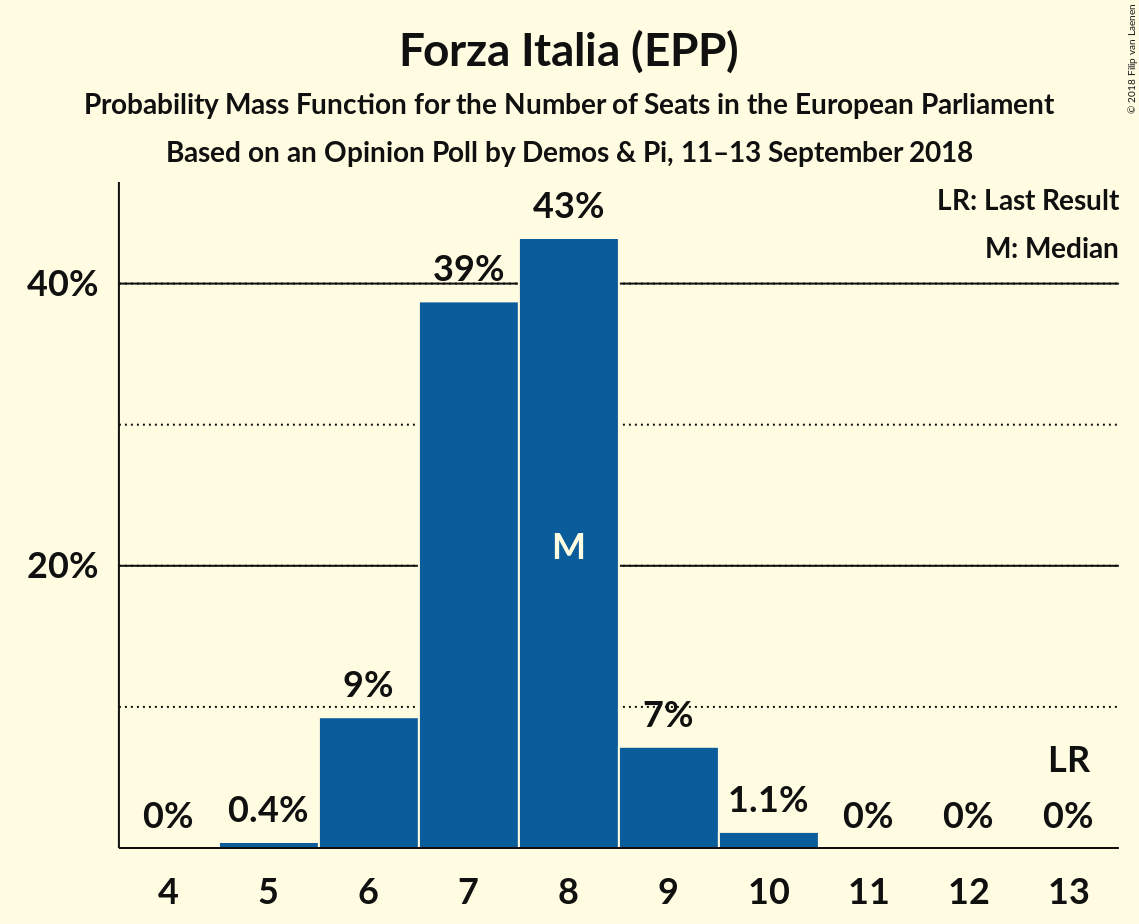 Forza Italia (EPP)
Probability Mass Function for the Number of Seats in the European Parliament
Based on an Opinion Poll by Demos & Pi, 11–13 September 2018
© 2018 Filip van Laenen
LR: Last Result
M: Median
43%
39%
40%
M
20%
9%
7%
LR
0%
0.4%
1.1%
0%
0%
0%
4 5 6 7 8 9 10 11 12 13